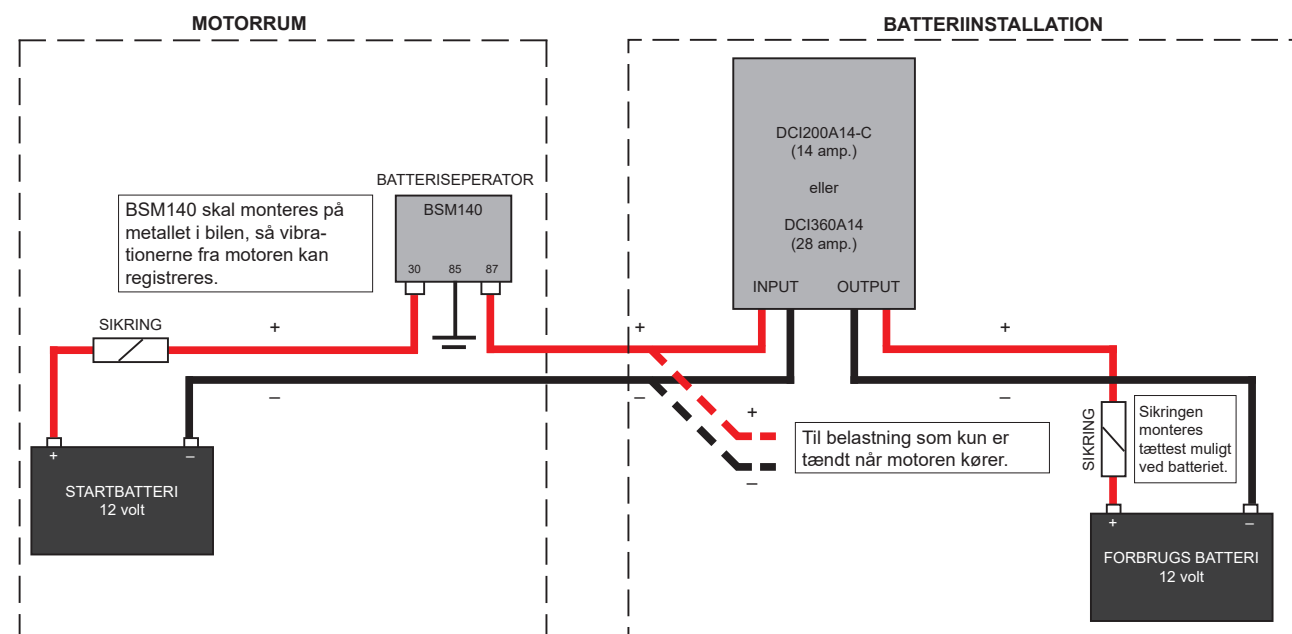 MOTORRUM
BATTERIINSTALLATION
DCI200A14-C
(14 amp.)
eller
DCI360A14
(28 amp.)
INPUT OUTPUT
BATTERISEPERATOR
BSM140
30 85 87
BSM140 skal monteres på
metallet i bilen, så vibra-
tionerne fra motoren kan
registreres.
SIKRING
+
–
+
–
+
–
+
–
Til belastning som kun er
tændt når motoren kører.
SIKRING
Sikringen
monteres
tættest muligt
ved batteriet.
+ –
STARTBATTERI
12 volt
+ –
FORBRUGS BATTERI
12 volt